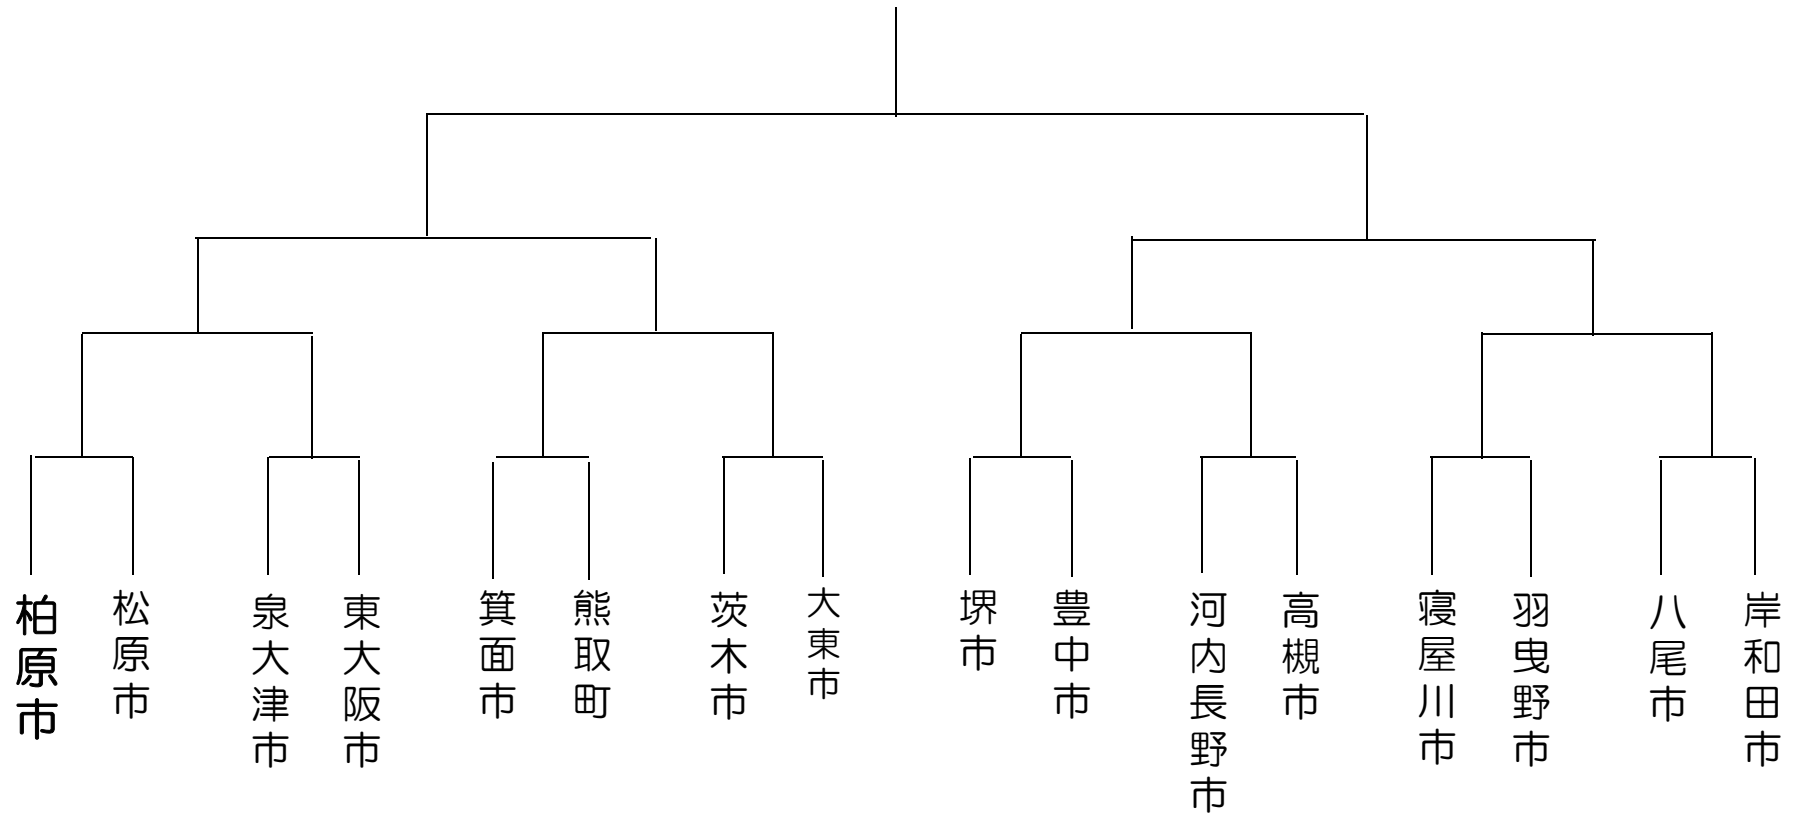 柏原市
松原市
泉大津市
東大阪市
箕面市
熊取町
茨木市
大東市
堺市
豊中市
河内長野市
高槻市
寝屋川市
羽曳野市
八尾市
岸和田市